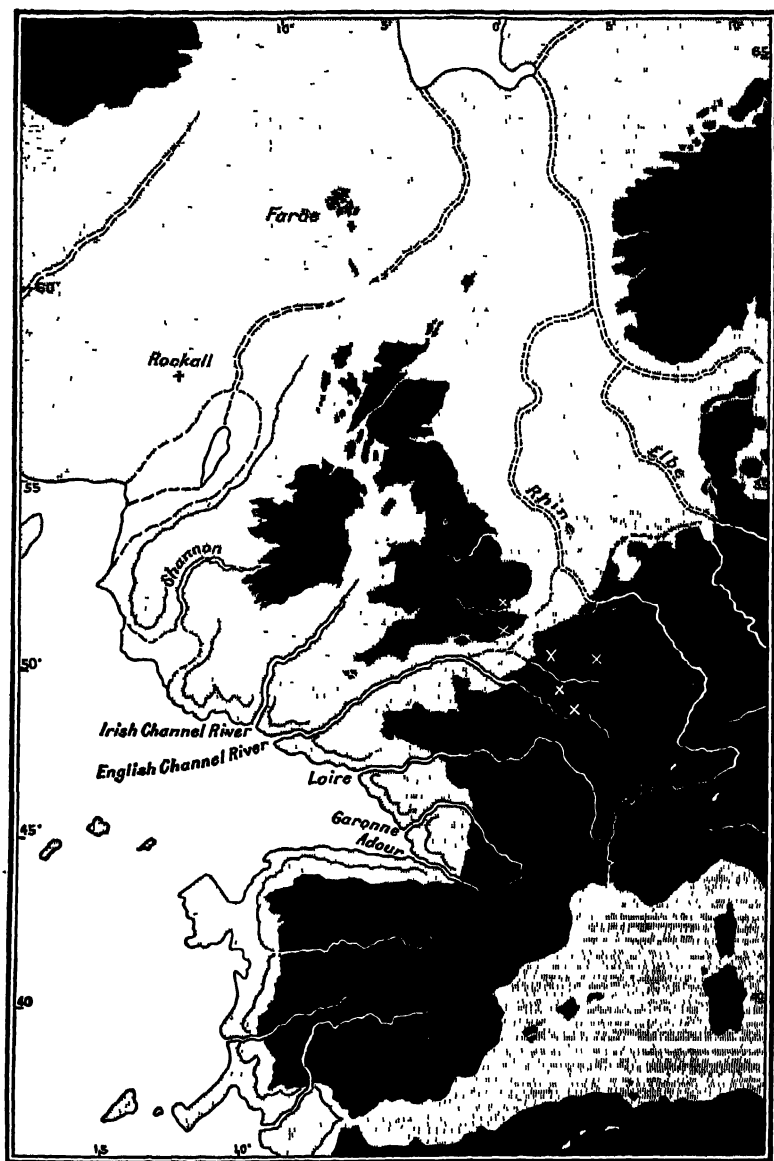 10° 5° 0° 5° 10°
65
Faröe
60°
Rockall
55
Elbe
Rhine
Shannon
50°
Irish Channel River
English Channel River
Loire
45°
Garonne
Adour
40
15 10°